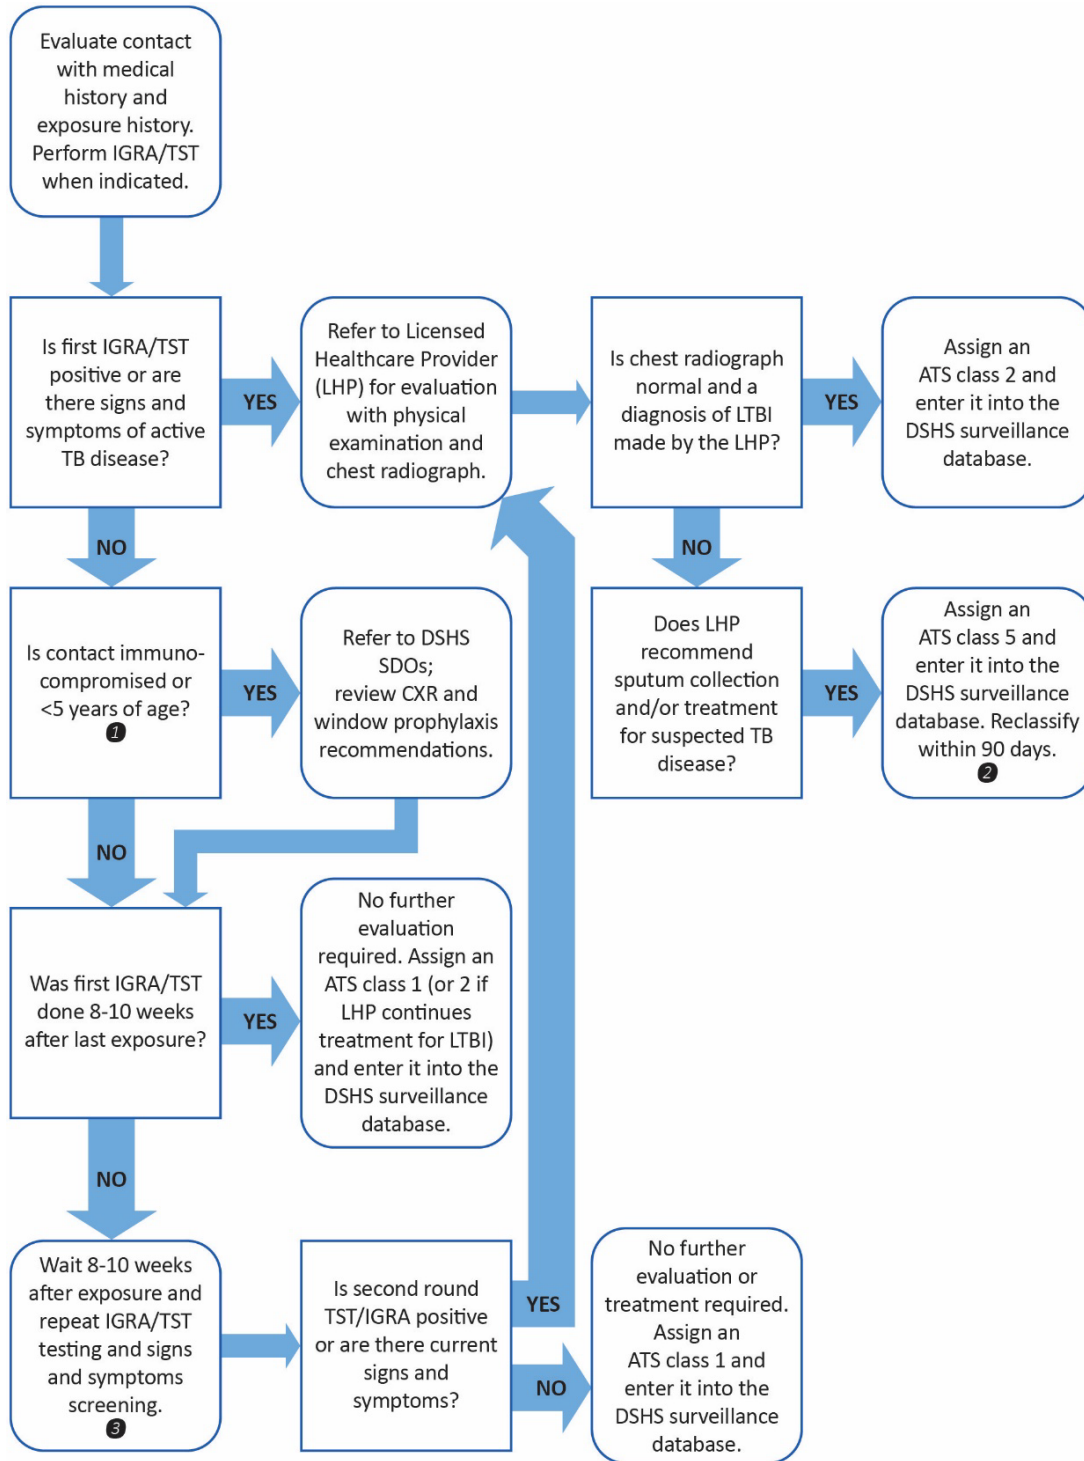 Evaluate contact
with medical
history and
exposure history.
Perform IGRA/TST
when indicated.
Is first IGRA/TST
positive or are
there signs and
symptoms of active
TB disease?
YES
Refer to Licensed
Healthcare Provider
(LHP) for evaluation
with physical
examination and
chest radiograph.
Is chest radiograph
normal and a
diagnosis of LTBI
made by the LHP?
YES
Assign an
ATS class 2 and
enter it into the
DSHS surveillance
database.
NO
NO
Is contact immuno-
compromised or
<5 years of age?
1
YES
Refer to DSHS
SDOs;
review CXR and
window prophylaxis
recommendations.
Does LHP
recommend
sputum collection
and/or treatment
for suspected TB
disease?
YES
Assign an
ATS class 5 and
enter it into the
DSHS surveillance
database. Reclassify
within 90 days.
2
NO
Was first IGRA/TST
done 8-10 weeks
after last exposure?
YES
No further
evaluation
required. Assign an
ATS class 1 (or 2 if
LHP continues
treatment for LTBI)
and enter it into the
DSHS surveillance
database.
NO
Wait 8-10 weeks
after exposure and
repeat IGRA/TST
testing and signs
and symptoms
screening.
3
Is second round
TST/IGRA positive
or are there current
signs and
symptoms?
YES
NO
No further
evaluation or
treatment required.
Assign an
ATS class 1 and
enter it into the
DSHS surveillance
database.